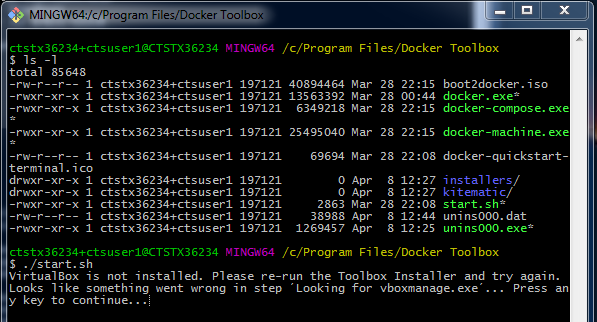 MINGW64:/c/Program Files/Docker Toolbox
ctstx36234+ctsuser1@CTSTX36234 MINGW64 /c/Program Files/Docker Toolbox
$ ls -l
total 85648
-rw-r--r-- 1 ctstx36234+ctsuser1 197121 40894464 Mar 28 22:15 boot2docker.iso
-rwxr-xr-x 1 ctstx36234+ctsuser1 197121 13563392 Mar 28 00:44 docker.exe*
-rwxr-xr-x 1 ctstx36234+ctsuser1 197121  6349218 Mar 28 22:15 docker-compose.exe
*
-rwxr-xr-x 1 ctstx36234+ctsuser1 197121 25495040 Mar 28 22:15 docker-machine.exe
*
-rw-r--r-- 1 ctstx36234+ctsuser1 197121    69694 Mar 28 22:08 docker-quickstart-
terminal.ico
drwxr-xr-x 1 ctstx36234+ctsuser1 197121        0 Apr  8 12:27 installers/
drwxr-xr-x 1 ctstx36234+ctsuser1 197121        0 Apr  8 12:27 kitematic/
-rwxr-xr-x 1 ctstx36234+ctsuser1 197121     2863 Mar 28 22:08 start.sh*
-rw-r--r-- 1 ctstx36234+ctsuser1 197121    38988 Apr  8 12:44 unins000.dat
-rwxr-xr-x 1 ctstx36234+ctsuser1 197121  1269457 Apr  8 12:25 unins000.exe*
ctstx36234+ctsuser1@CTSTX36234 MINGW64 /c/Program Files/Docker Toolbox
$ ./start.sh
VirtualBox is not installed. Please re-run the Toolbox Installer and try again.
Looks like something went wrong in step ´Looking for vboxmanage.exe´... Press an
y key to continue...